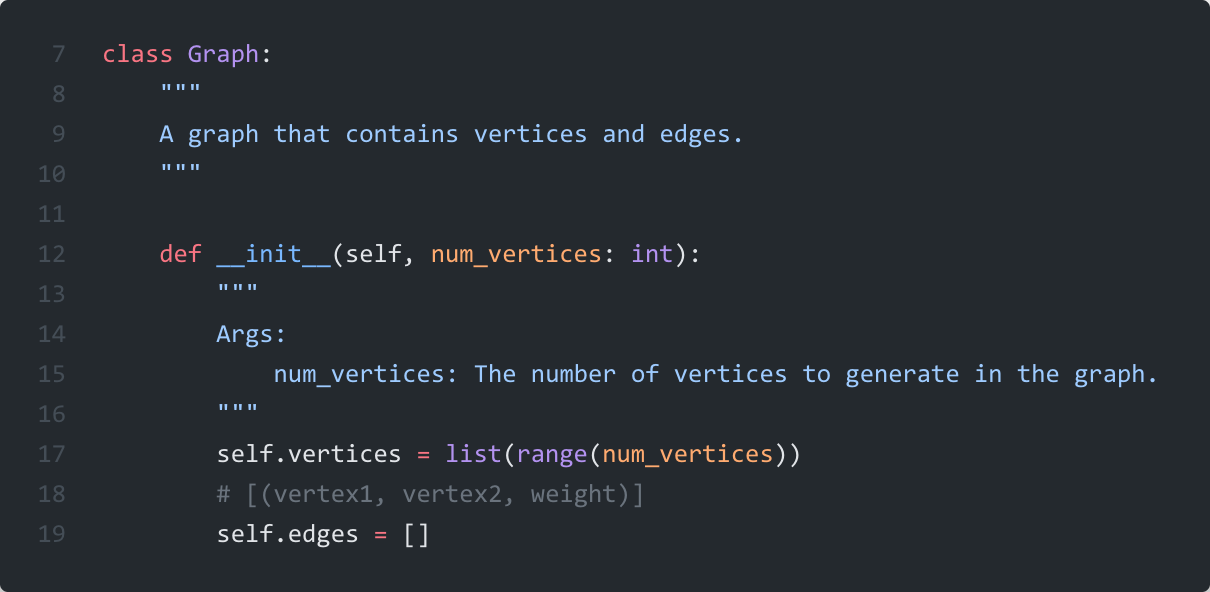 7 class Graph:
8     """
9     A graph that contains vertices and edges.
10     """
11
12     def __init__(self, num_vertices: int):
13         """
14         Args:
15             num_vertices: The number of vertices to generate in the graph.
16         """
17         self.vertices = list(range(num_vertices))
18         # [(vertex1, vertex2, weight)]
19         self.edges = []